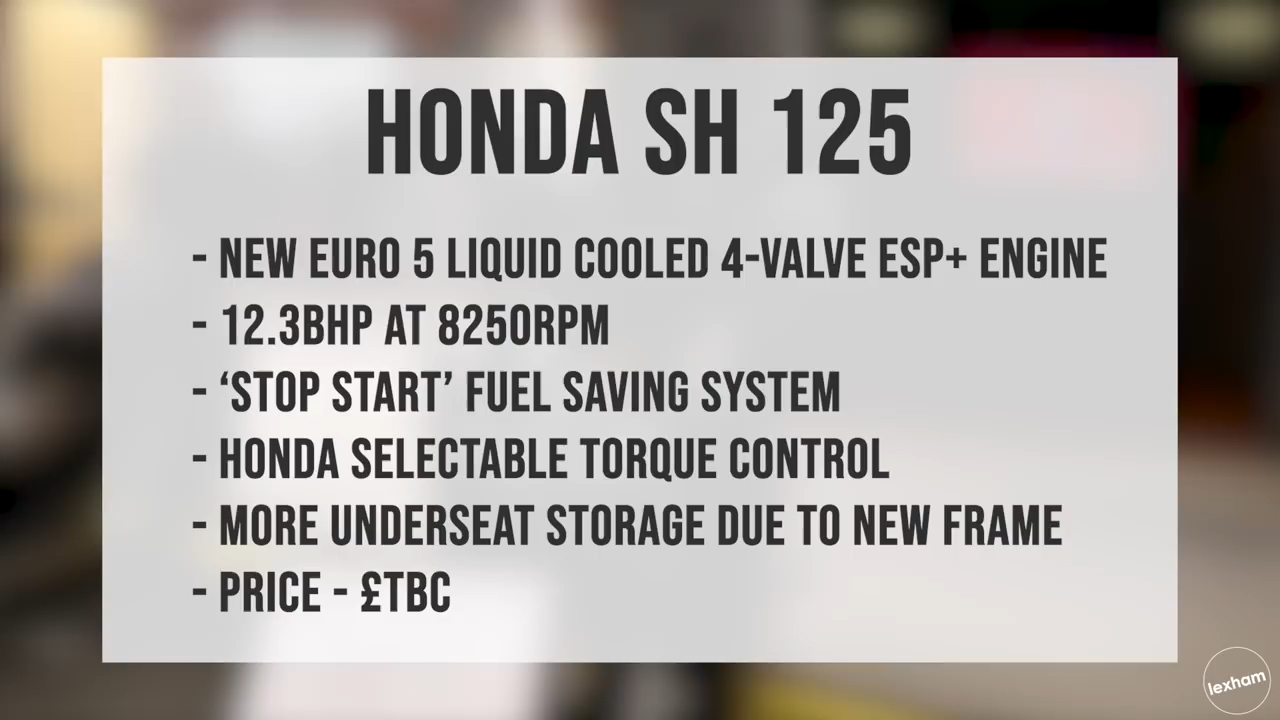 HONDA SH 125
- NEW EURO 5 LIQUID COOLED 4-VALVE ESP+ ENGINE
- 12.3BHP AT 8250RPM
- ‘STOP START’ FUEL SAVING SYSTEM
- HONDA SELECTABLE TORQUE CONTROL
- MORE UNDERSEAT STORAGE DUE TO NEW FRAME
- PRICE - £TBC
lexham